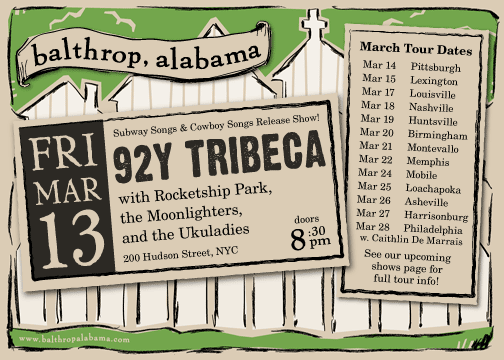 balthrop, alabama
FRI
MAR
13
Subway Songs & Cowboy Songs Release Show!
92Y TRIBECA
with Rocketship Park,
the Moonlighters,
and the Ukuladies
200 Hudson Street, NYC
doors
8:30
pm
March Tour Dates
Mar 14 Pittsburgh
Mar 15 Lexington
Mar 17 Louisville
Mar 18 Nashville
Mar 19 Huntsville
Mar 20 Birmingham
Mar 21 Montevallo
Mar 22 Memphis
Mar 24 Mobile
Mar 25 Loachapoka
Mar 26 Asheville
Mar 27 Harrisonburg
Mar 28 Philadelphia
w. Caitlin De Marrais
See our upcoming
shows page for
full tour info!
www.balthropalabama.com